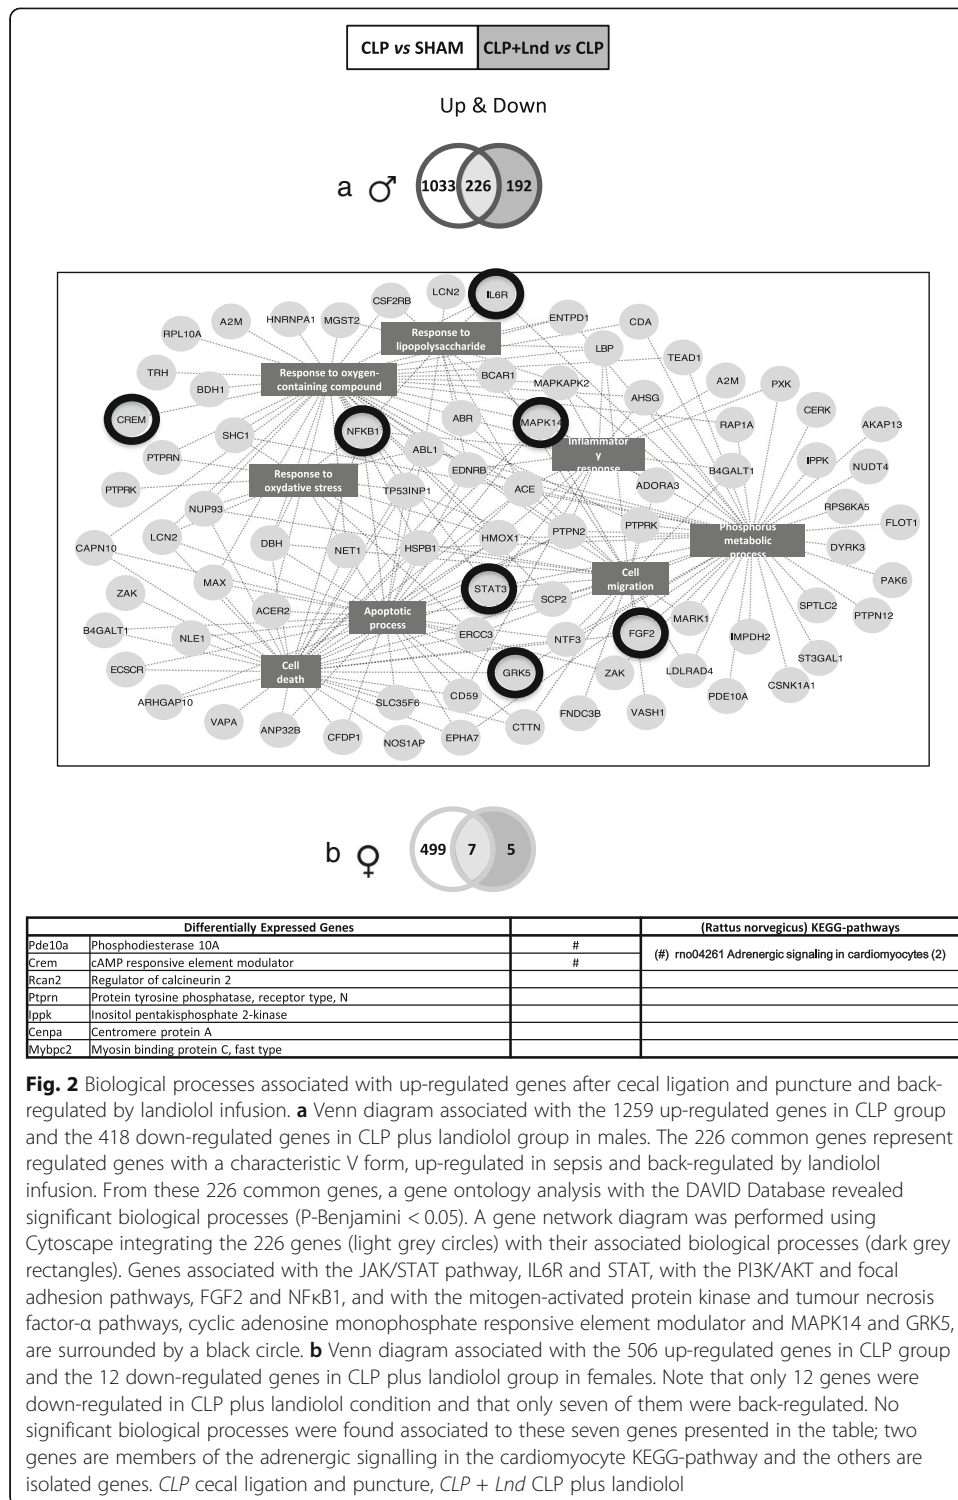 CLP vs SHAM CLP+Lnd vs CLP
Up & Down
a ♂ 1033 226 192
IL6R
LCN2
CSF2RB
ENTPD1
CDA
A2M
HNRNPA1
MGST2
RPL10A
Response to
lipopolysaccharide
LBP
TEAD1
TRH
BDH1
Response to oxygen-
containing compound
BCAR1
MAPKAPK2
AHSG
A2M
PXK
CREM
SHC1
NFKB1
ABR
MAPK14
RAP1A
CERK
AKAP13
PTPRN
ABL1
EDNRB
Inflammator
y
response
B4GALT1
IPPK
NUDT4
PTPRK
Response to
oxydative stress
TP53INP1
ACE
ADORA3
RPS6KA5
FLOT1
NUP93
LCN2
DBH
NET1
HSPB1
HMOX1
PTPN2
PTPRK
Phosphorus
metabolic
process
DYRK3
CAPN10
ZAK
MAX
ACER2
STAT3
SCP2
Cell
migration
PAK6
SPTLC2
PTPN12
B4GALT1
NLE1
Apoptotic
process
ERCC3
NTF3
FGF2
MARK1
IMPDH2
ST3GAL1
ECSCR
Cell
death
GRK5
ZAK
LDLRAD4
PDE10A
CSNK1A1
ARHGAP10
VAPA
ANP32B
CFDP1
SLC35F6
NOS1AP
CD59
EPHA7
CTTN
FNDC3B
VASH1
b ♀ 499 7 5
Differentially Expressed Genes (Rattus norvegicus) KEGG-pathways
Pde10a Phosphodiesterase 10A # (#) rno04261 Adrenergic signaling in cardiomyocytes (2)
Crem cAMP responsive element modulator #
Rcan2 Regulator of calcineurin 2
Ptprn Protein tyrosine phosphatase, receptor type, N
Ippk Inositol pentakisphosphate 2-kinase
Cenpa Centromere protein A
Mybpc2 Myosin binding protein C, fast type
Fig. 2 Biological processes associated with up-regulated genes after cecal ligation and puncture and back-
regulated by landiolol infusion. a Venn diagram associated with the 1259 up-regulated genes in CLP group
and the 418 down-regulated genes in CLP plus landiolol group in males. The 226 common genes represent
regulated genes with a characteristic V form, up-regulated in sepsis and back-regulated by landiolol
infusion. From these 226 common genes, a gene ontology analysis with the DAVID Database revealed
significant biological processes (P-Benjamini < 0.05). A gene network diagram was performed using
Cytoscape integrating the 226 genes (light grey circles) with their associated biological processes (dark grey
rectangles). Genes associated with the JAK/STAT pathway, IL6R and STAT, with the PI3K/AKT and focal
adhesion pathways, FGF2 and NFκB1, and with the mitogen-activated protein kinase and tumour necrosis
factor-α pathways, cyclic adenosine monophosphate responsive element modulator and MAPK14 and GRK5,
are surrounded by a black circle. b Venn diagram associated with the 506 up-regulated genes in CLP group
and the 12 down-regulated genes in CLP plus landiolol group in females. Note that only 12 genes were
down-regulated in CLP plus landiolol condition and that only seven of them were back-regulated. No
significant biological processes were found associated to these seven genes presented in the table; two
genes are members of the adrenergic signalling in the cardiomyocyte KEGG-pathway and the others are
isolated genes. CLP cecal ligation and puncture, CLP + Lnd CLP plus landiolol